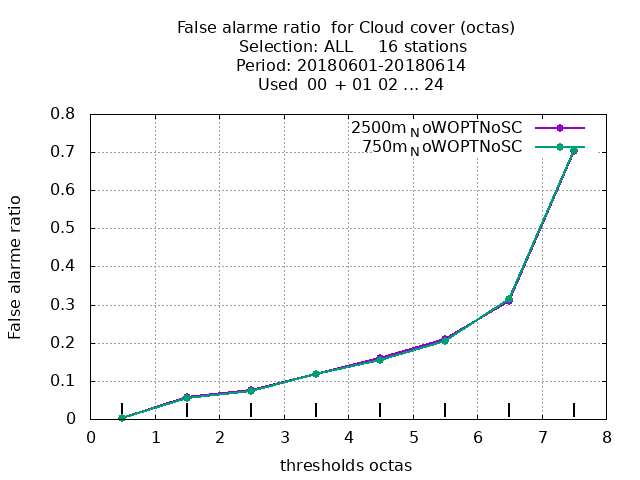 False alarme ratio  for Cloud cover (octas)
Selection: ALL     16 stations
Period: 20180601-20180614
Used  00  + 01 02 ... 24
2500m_NoWOPTNoSC
750m_NoWOPTNoSC
0.8
0.7
0.6
0.5
0.4
0.3
0.2
0.1
0
False alarme ratio
0 1 2 3 4 5 6 7 8
thresholds octas